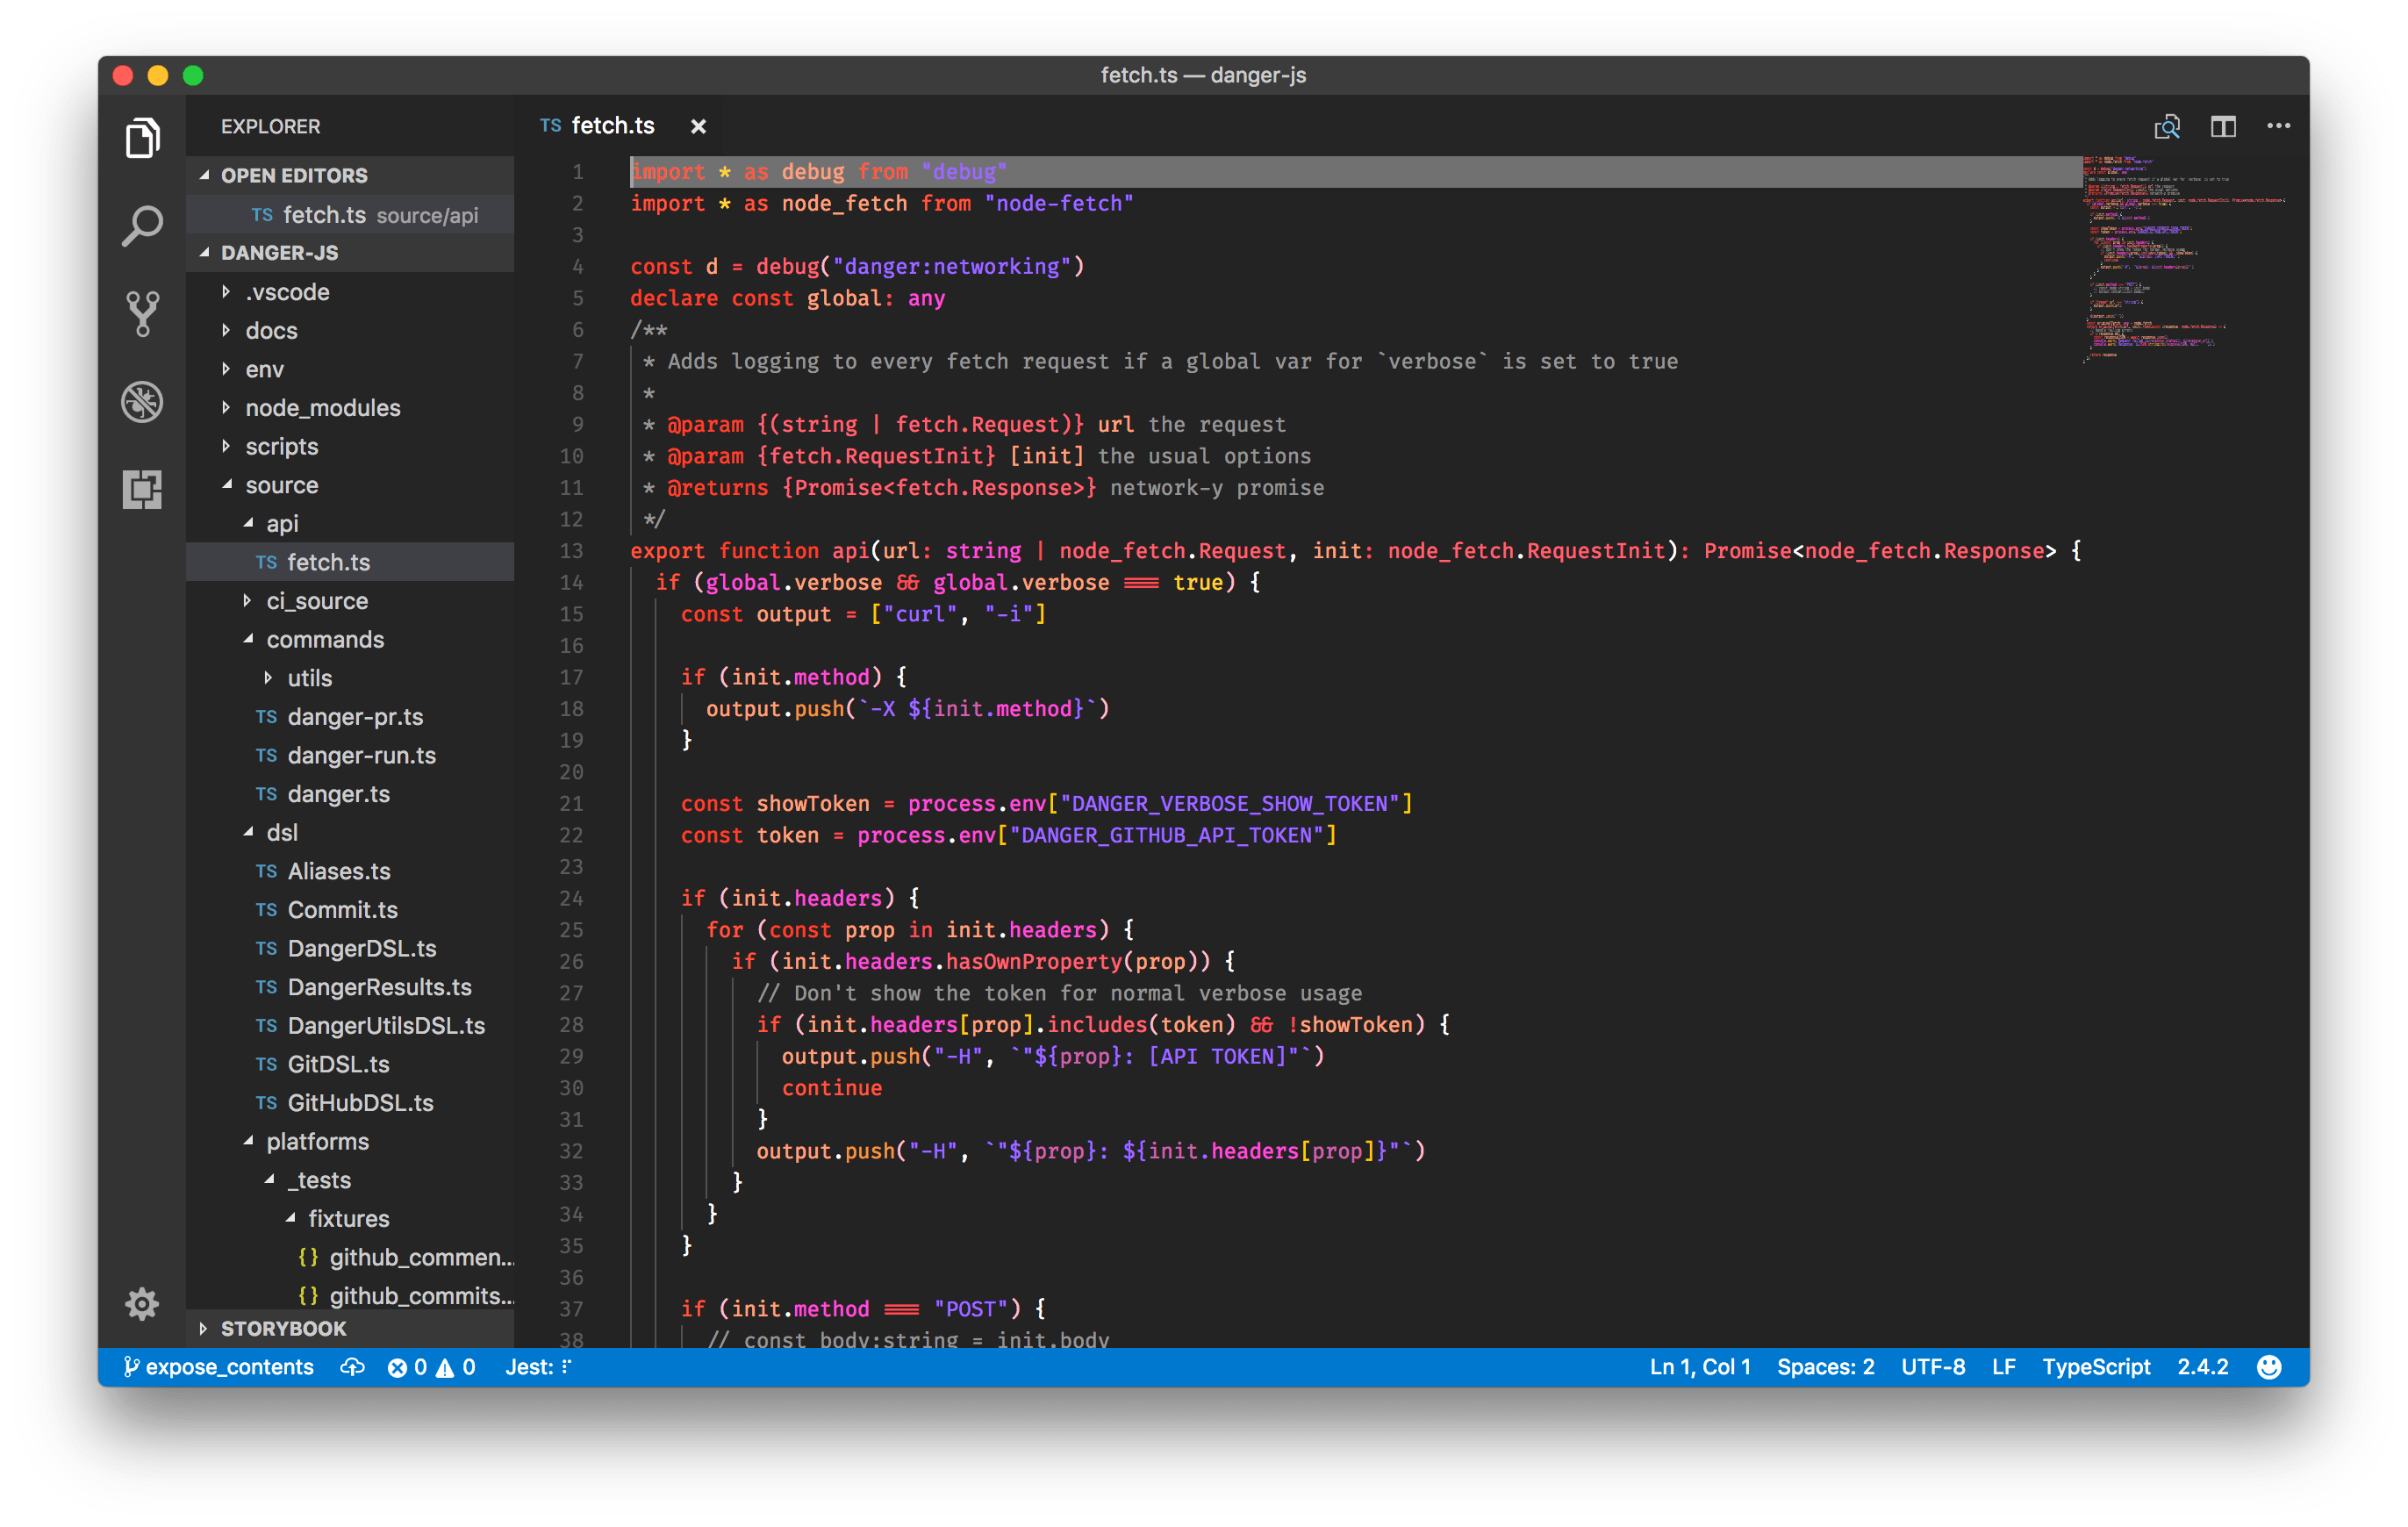 fetch.ts — danger-js
EXPLORER
OPEN EDITORS
TS fetch.ts source/api
DANGER-JS
.vscode
docs
env
node_modules
scripts
source
api
TS fetch.ts
ci_source
commands
utils
TS danger-pr.ts
TS danger-run.ts
TS danger.ts
dsl
TS Aliases.ts
TS Commit.ts
TS DangerDSL.ts
TS DangerResults.ts
TS DangerUtilsDSL.ts
TS GitDSL.ts
TS GitHubDSL.ts
platforms
_tests
fixtures
{} github_commen...
{} github_commits...
STORYBOOK
TS fetch.ts
1 import * as debug from "debug"
2 import * as node_fetch from "node-fetch"
3
4 const d = debug("danger:networking")
5 declare const global: any
6 /**
7 * Adds logging to every fetch request if a global var for `verbose` is set to true
8 *
9 * @param {(string | fetch.Request)} url the request
10 * @param {fetch.RequestInit} [init] the usual options
11 * @returns {Promise<fetch.Response>} network-y promise
12 */
13 export function api(url: string | node_fetch.Request, init: node_fetch.RequestInit): Promise<node_fetch.Response> {
14 if (global.verbose && global.verbose === true) {
15 const output = ["curl", "-i"]
16
17 if (init.method) {
18 output.push(`-X ${init.method}`)
19 }
20
21 const showToken = process.env["DANGER_VERBOSE_SHOW_TOKEN"]
22 const token = process.env["DANGER_GITHUB_API_TOKEN"]
23
24 if (init.headers) {
25 for (const prop in init.headers) {
26 if (init.headers.hasOwnProperty(prop)) {
27 // Don't show the token for normal verbose usage
28 if (init.headers[prop].includes(token) && !showToken) {
29 output.push("-H", `"${prop}: [API TOKEN]"`)
30 continue
31 }
32 output.push("-H", `"${prop}: ${init.headers[prop]}"`)
33 }
34 }
35 }
36
37 if (init.method === "POST") {
38 // const body:string = init.body
expose_contents 0 0 Jest:
Ln 1, Col 1 Spaces: 2 UTF-8 LF TypeScript 2.4.2